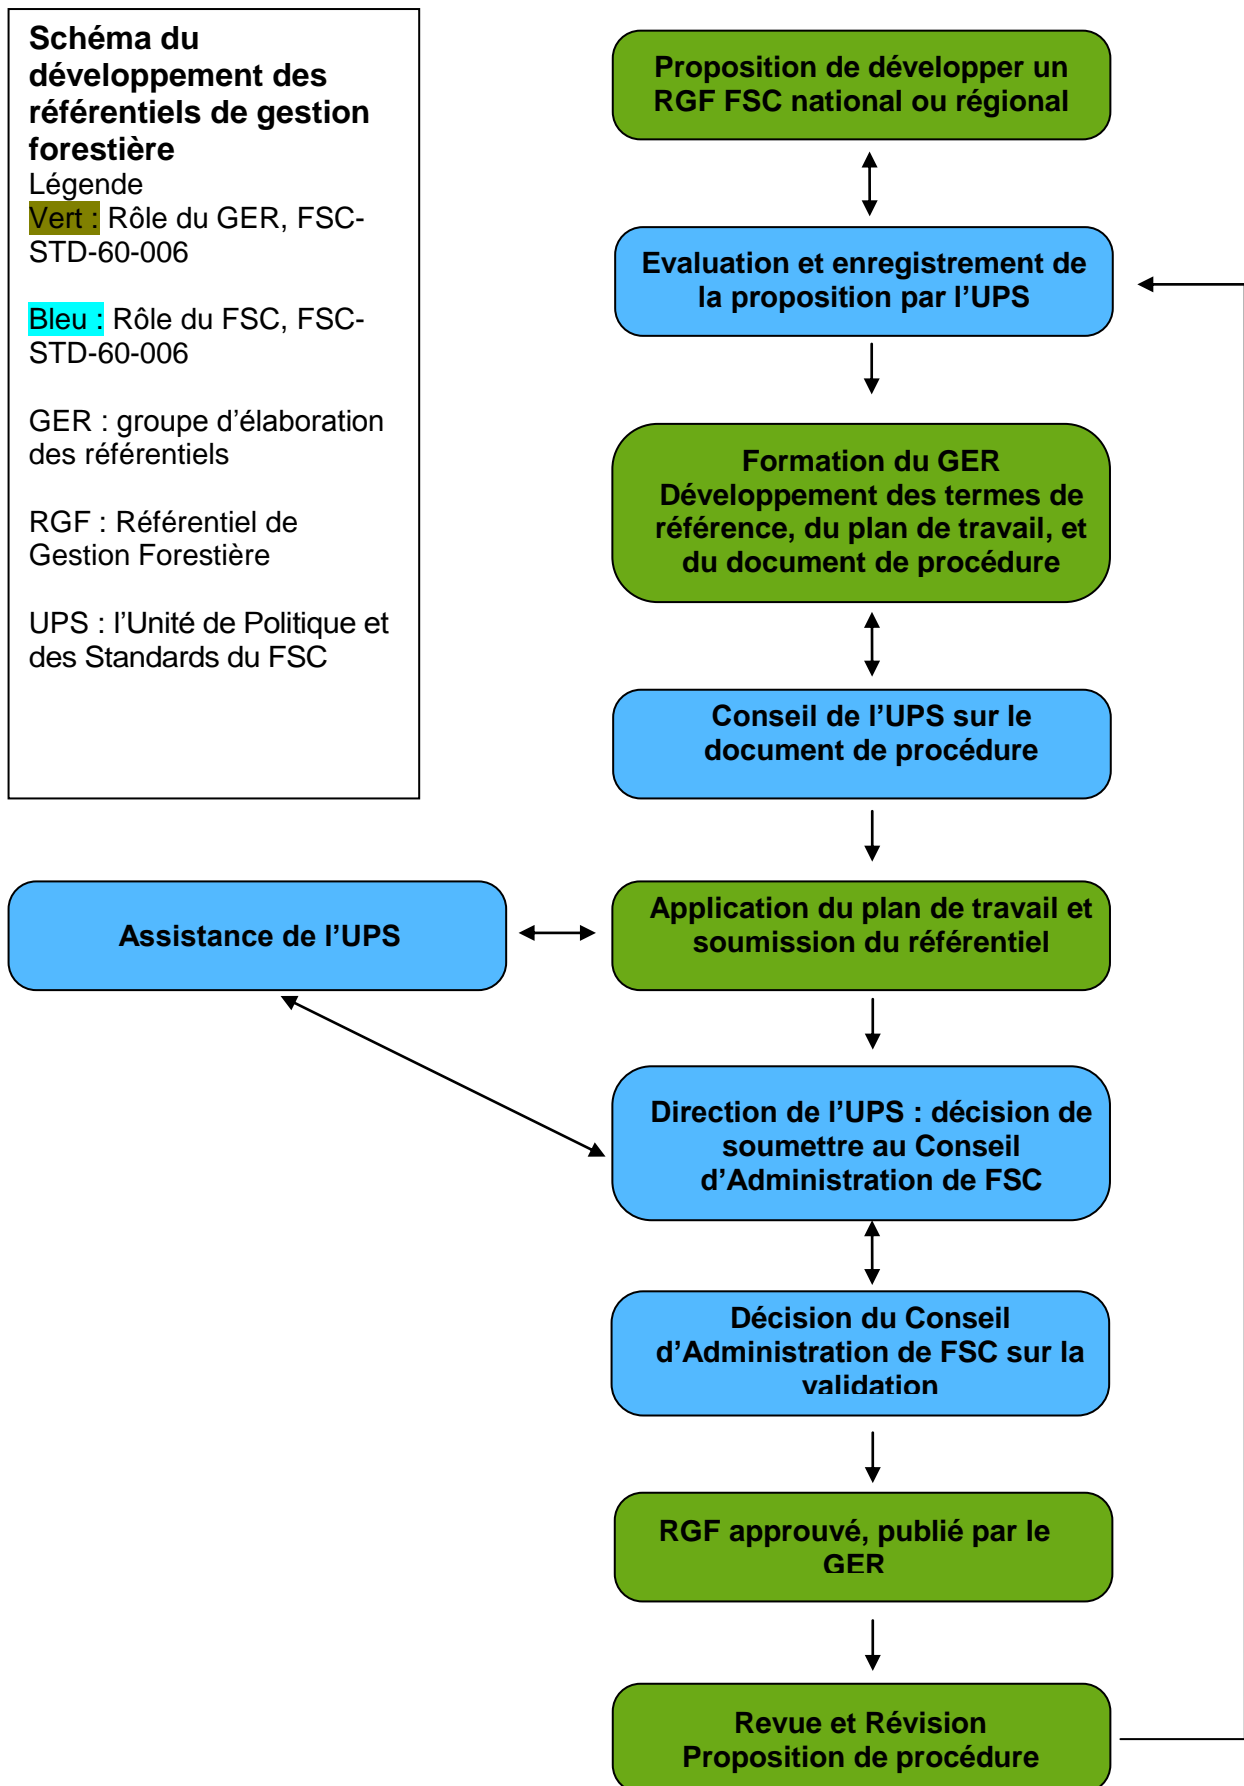 Schéma du
développement des
référentiels de gestion
forestière
Légende
Vert : Rôle du GER, FSC-
STD-60-006
Bleu : Rôle du FSC, FSC-
STD-60-006
GER : groupe d’élaboration
des référentiels
RGF : Référentiel de
Gestion Forestière
UPS : l’Unité de Politique et
des Standards du FSC
Proposition de développer un
RGF FSC national ou régional
Evaluation et enregistrement de
la proposition par l’UPS
Formation du GER
Développement des termes de
référence, du plan de travail, et
du document de procédure
Conseil de l’UPS sur le
document de procédure
Assistance de l’UPS
Application du plan de travail et
soumission du référentiel
Direction de l’UPS : décision de
soumettre au Conseil
d’Administration de FSC
Décision du Conseil
d’Administration de FSC sur la
validation
RGF approuvé, publié par le
GER
Revue et Révision
Proposition de procédure